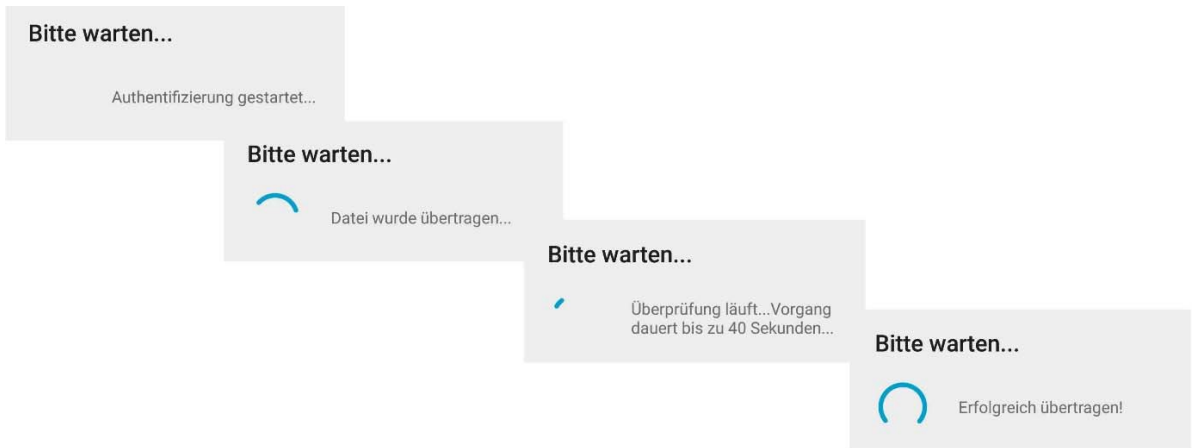 Bitte warten...
Authentifizierung gestartet...
Bitte warten...
Datei wurde übertragen...
Bitte warten...
Überprüfung läuft...Vorgang
dauert bis zu 40 Sekunden...
Bitte warten...
Erfolgreich übertragen!